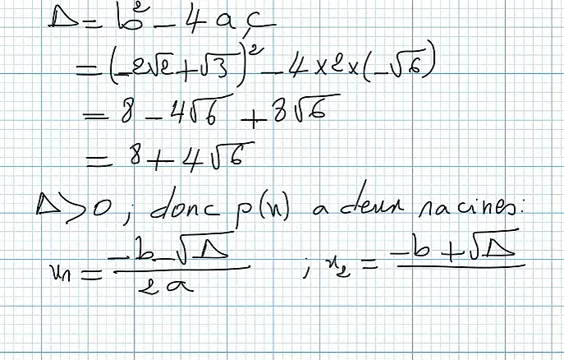 Δ = b² - 4 a c
= (-2√2 + √3)² - 4 × 2 × (-√6)
= 8 - 4√6 + 8√6
= 8 + 4√6
Δ > 0 ; donc p(x) a deux racines :
x₁ = (-b - √Δ) / 2a ; x₂ = (-b + √Δ) /